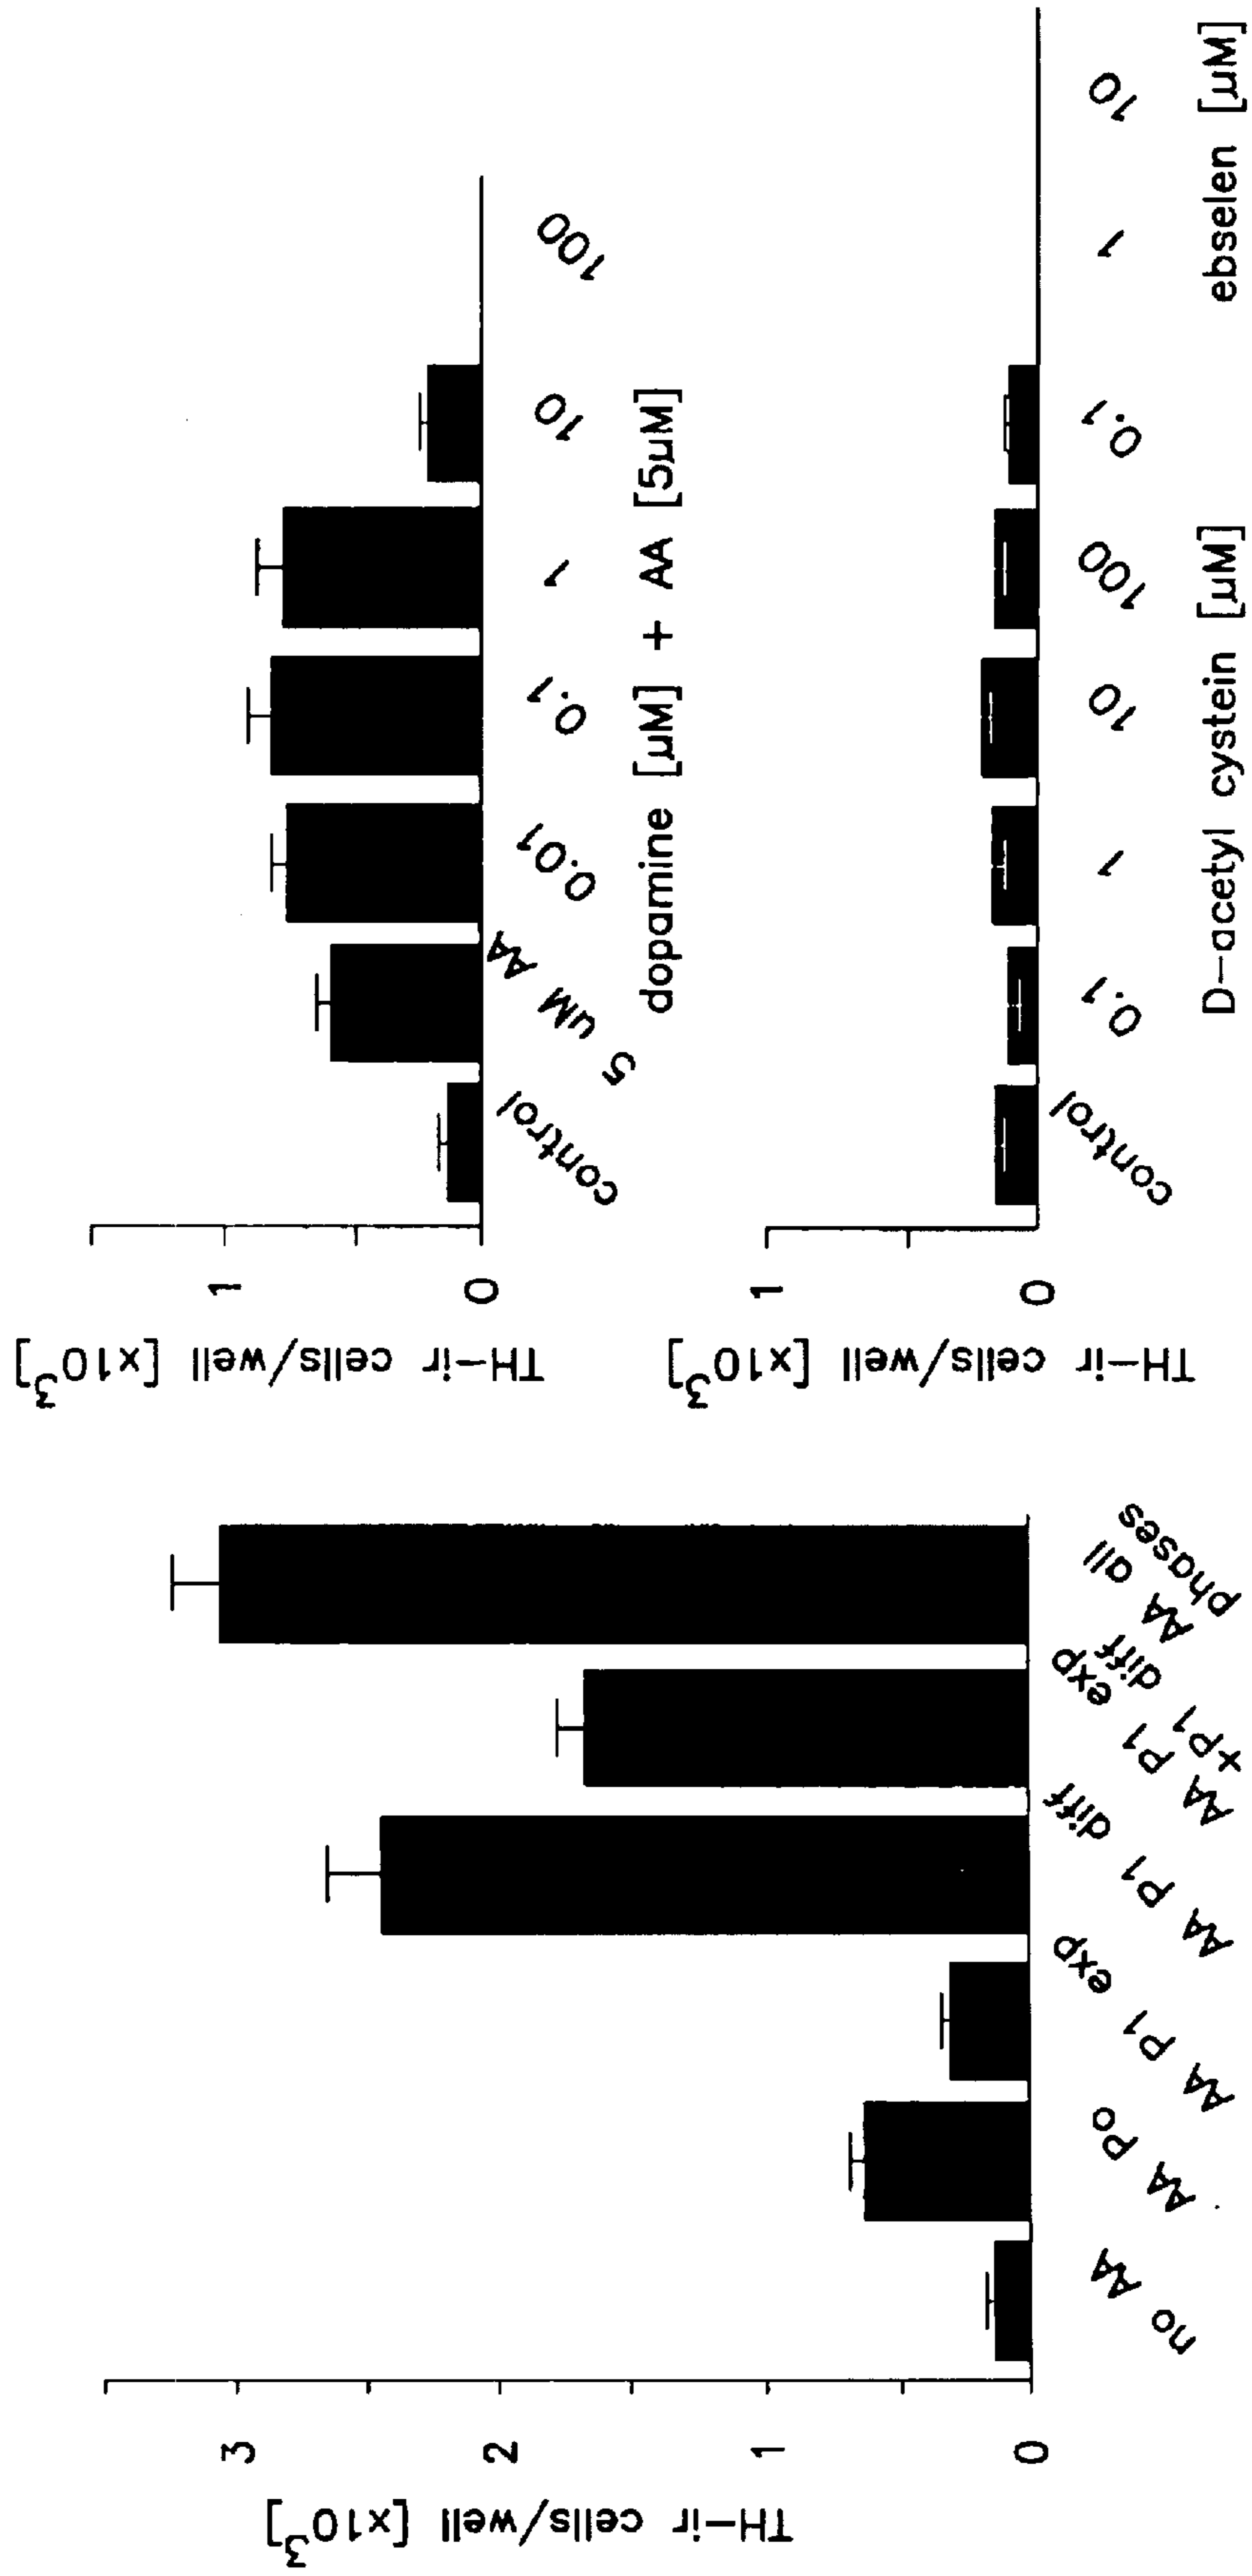 TH-ir cells/well [x10³]
3
2
1
0
no AA
AA Po
AA P1 exp
AA P1 diff
AA P1 exp
+P1 diff
AA all
phases
TH-ir cells/well [x10³]
1
0
control
5 uM AA
0.01
0.1
1
10
100
dopamine [µM] + AA [5µM]
TH-ir cells/well [x10³]
1
0
control
0.1
1
10
100
0.1
1
10
D-acetyl cystein [µM]
ebselen [µM]